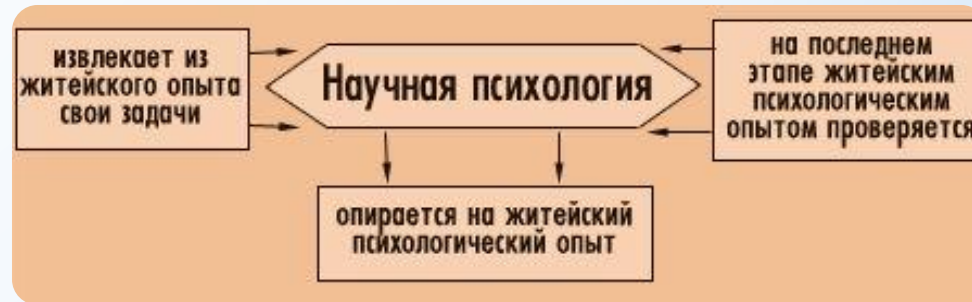 извлекает из
житейского опыта
свои задачи
Научная психология
на последнем
этапе житейским
психологическим
опытом проверяется
опирается на житейский
психологический опыт